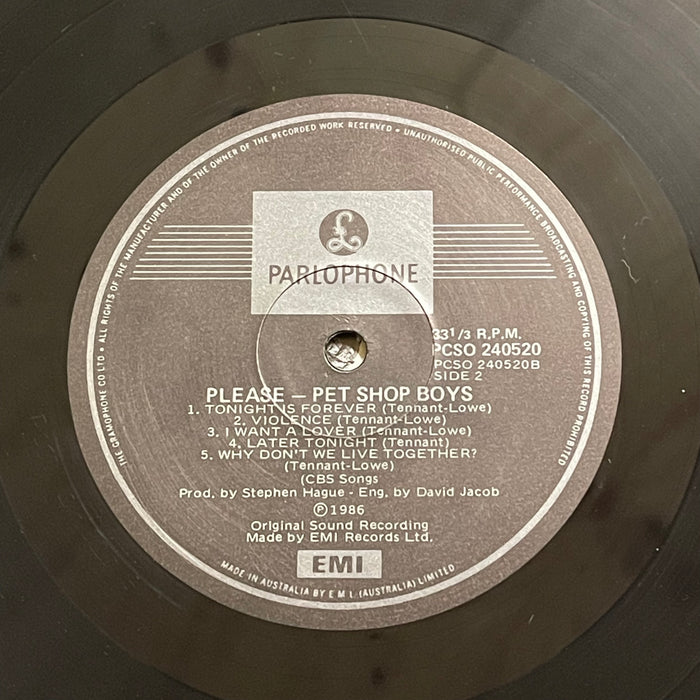 THE GRAMOPHONE CO LTD • ALL RIGHTS OF THE MANUFACTURER AND OF THE OWNER OF THE RECORDED WORK RESERVED • UNAUTHORISED PUBLIC PERFORMANCE BROADCASTING AND COPYING OF THIS RECORD PROHIBITED
£
PARLOPHONE
33 1/3 R.P.M.
PCSO 240520
PCSO 240520B
SIDE 2
PLEASE — PET SHOP BOYS
1. TONIGHT IS FOREVER (Tennant-Lowe)
2. VIOLENCE (Tennant-Lowe)
3. I WANT A LOVER (Tennant-Lowe)
4. LATER TONIGHT (Tennant)
5. WHY DON'T WE LIVE TOGETHER?
(Tennant-Lowe)
(CBS Songs
Prod. by Stephen Hague - Eng. by David Jacob
℗ 1986
Original Sound Recording
Made by EMI Records Ltd.
EMI
MADE IN AUSTRALIA BY E M I. (AUSTRALIA) LIMITED